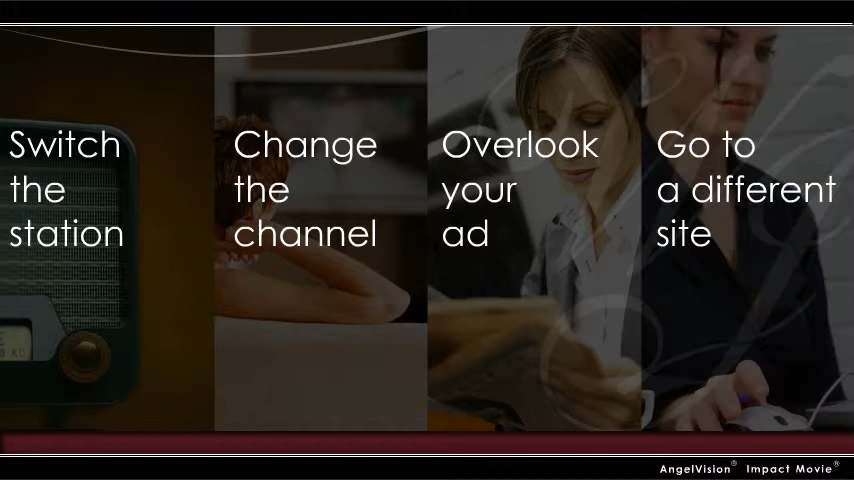 Switch
the
station
Change
the
channel
Overlook
your
ad
Go to
a different
site
AngelVision® Impact Movie®